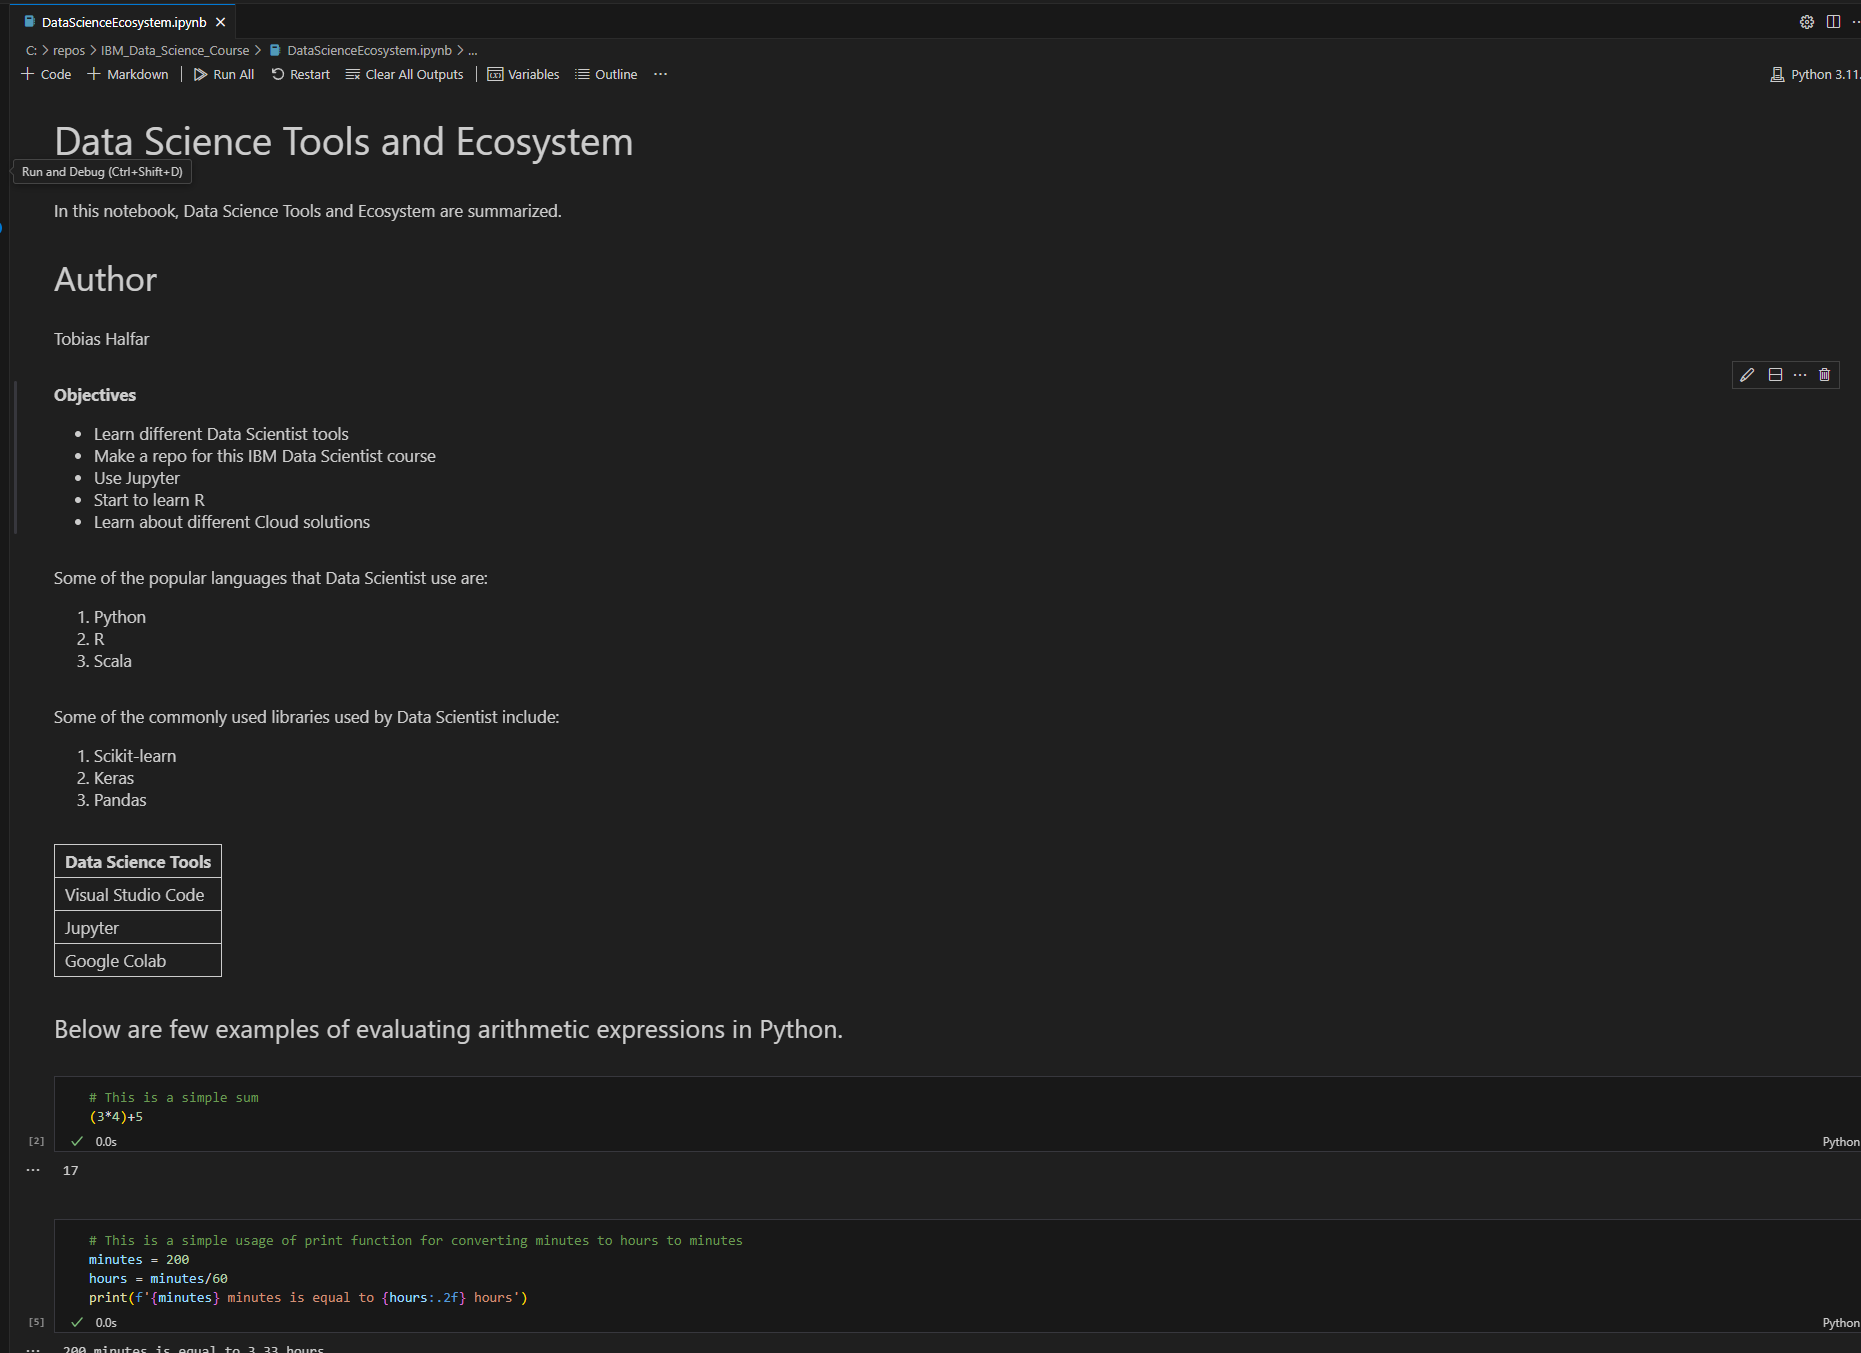 DataScienceEcosystem.ipynb
C: > repos > IBM_Data_Science_Course > DataScienceEcosystem.ipynb > ...
+ Code + Markdown | Run All Restart Clear All Outputs | Variables Outline ... Python 3.11.
Data Science Tools and Ecosystem
Run and Debug (Ctrl+Shift+D)
In this notebook, Data Science Tools and Ecosystem are summarized.
Author
Tobias Halfar
Objectives
• Learn different Data Scientist tools
• Make a repo for this IBM Data Scientist course
• Use Jupyter
• Start to learn R
• Learn about different Cloud solutions
Some of the popular languages that Data Scientist use are:
1. Python
2. R
3. Scala
Some of the commonly used libraries used by Data Scientist include:
1. Scikit-learn
2. Keras
3. Pandas
Data Science Tools
Visual Studio Code
Jupyter
Google Colab
Below are few examples of evaluating arithmetic expressions in Python.
# This is a simple sum
(3*4)+5
[2] 0.0s Python
17
# This is a simple usage of print function for converting minutes to hours to minutes
minutes = 200
hours = minutes/60
print(f'{minutes} minutes is equal to {hours:.2f} hours')
[5] 0.0s Python
200 minutes is equal to 3.33 hours